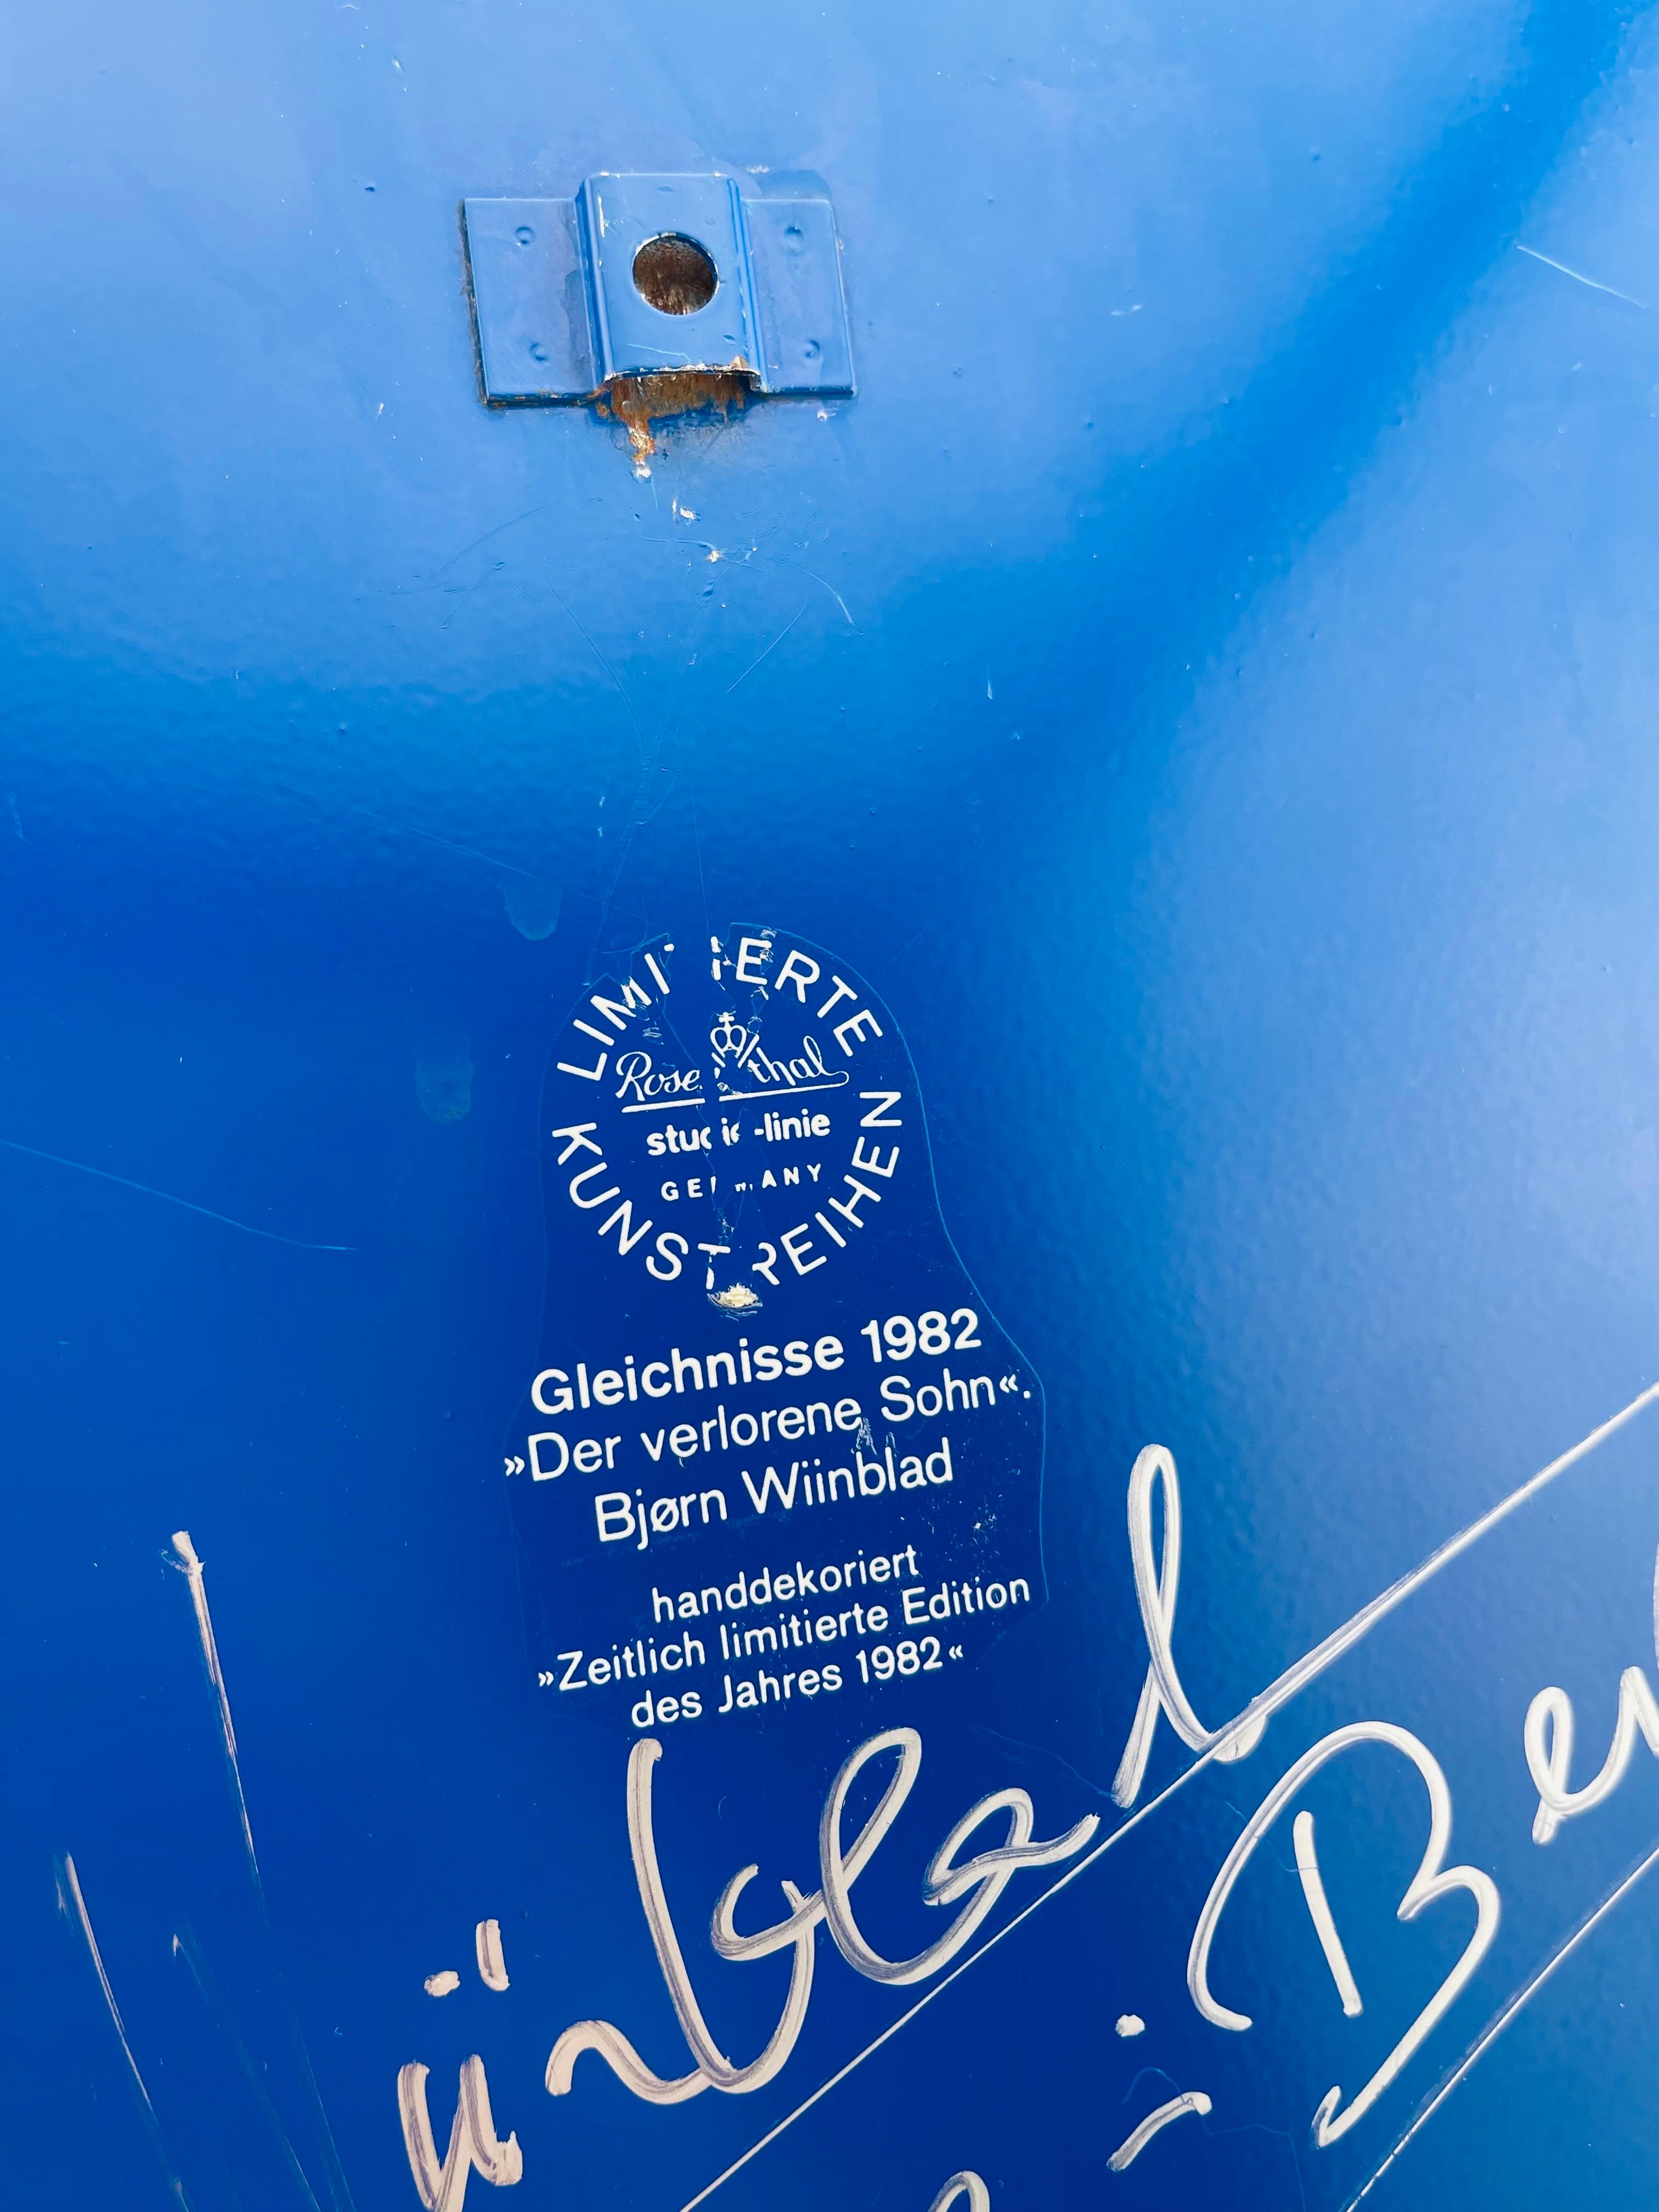 LIMITIERTE
Rosenthal
studio-linie
GERMANY
KUNSTREIHEN
Gleichnisse 1982
»Der verlorene Sohn«.
Bjørn Wiinblad
handdekoriert
»Zeitlich limitierte Edition
des Jahres 1982«
Wiinblad